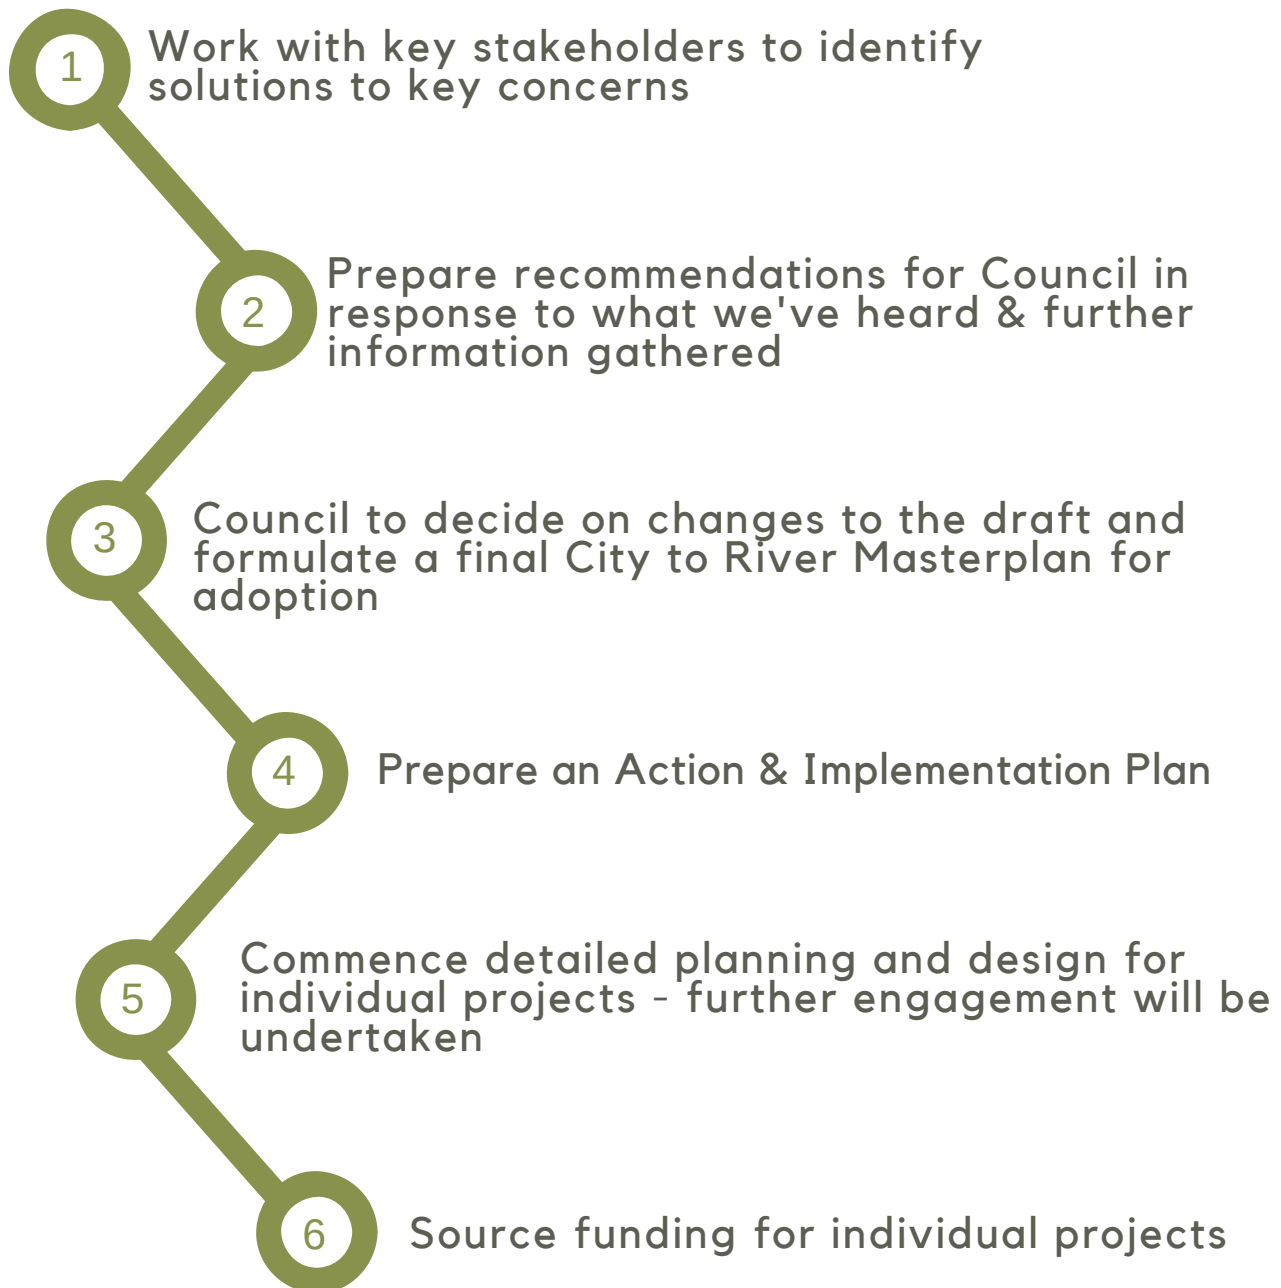 1
Work with key stakeholders to identify
solutions to key concerns
2
Prepare recommendations for Council in
response to what we've heard & further
information gathered
3
Council to decide on changes to the draft and
formulate a final City to River Masterplan for
adoption
4
Prepare an Action & Implementation Plan
5
Commence detailed planning and design for
individual projects - further engagement will be
undertaken
6
Source funding for individual projects